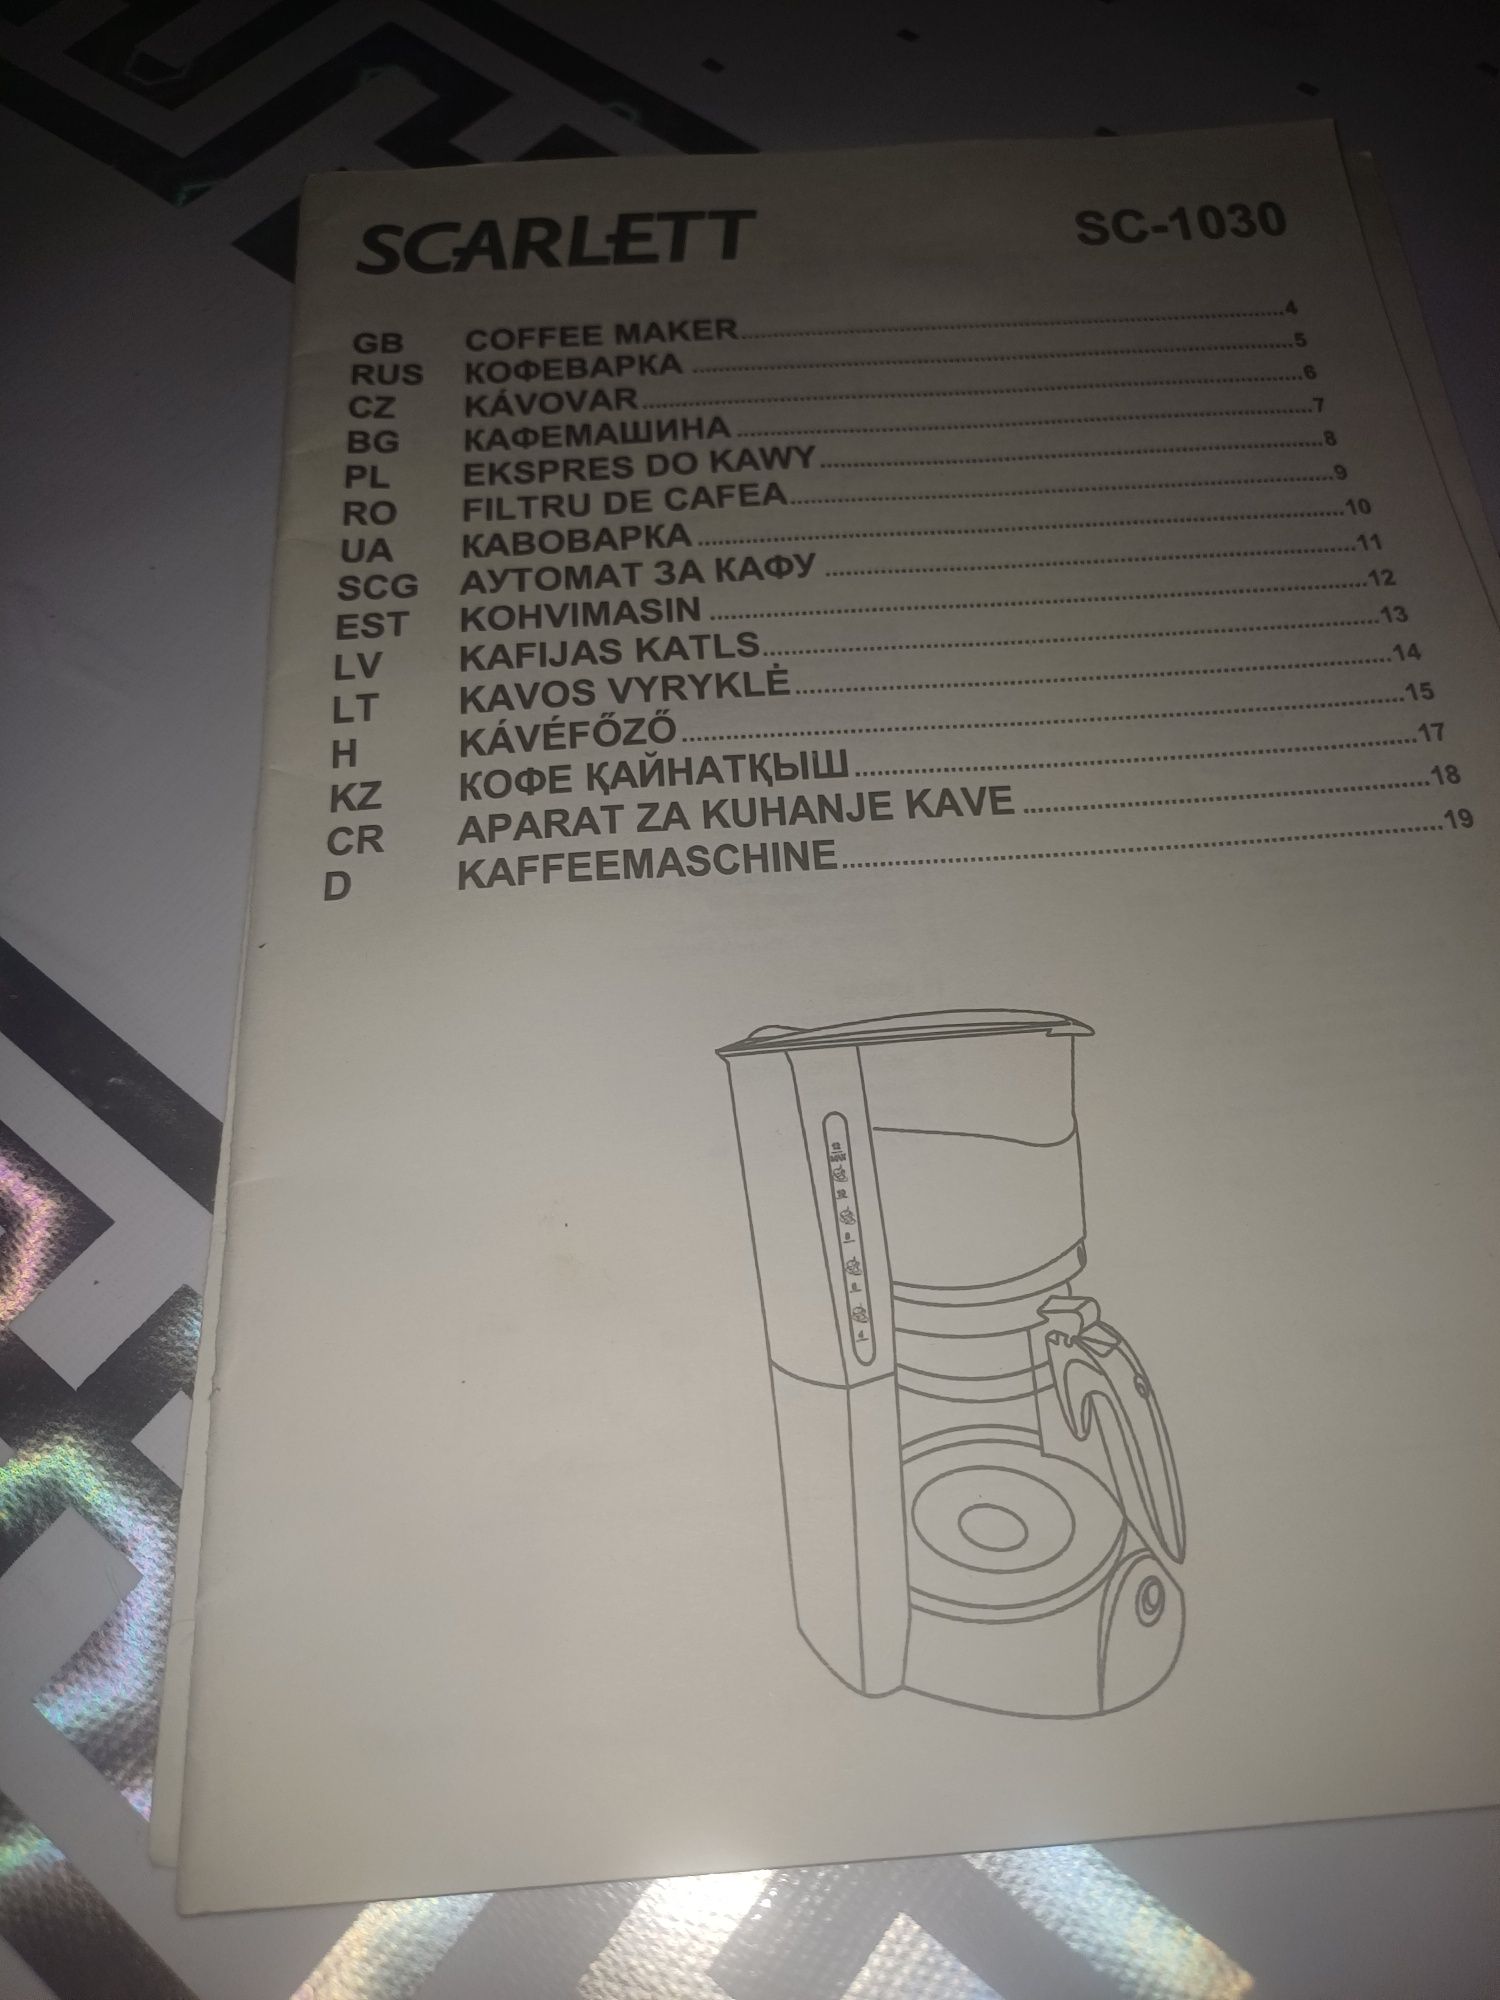 SCARLETT SC-1030
GB COFFEE MAKER 4
RUS КОФЕВАРКА 5
CZ KÁVOVAR 6
BG КАФЕМАШИНА 7
PL EKSPRES DO KAWY 8
RO FILTRU DE CAFEA 9
UA КАВОВАРКА 10
SCG АУТОМАТ ЗА КАФУ 11
EST KOHVIMASIN 12
LV KAFIJAS KATLS 13
LT KAVOS VYRYKLĖ 14
H KÁVÉFŐZŐ 15
KZ КОФЕ ҚАЙНАТҚЫШ 17
CR APARAT ZA KUHANJE KAVE 18
D KAFFEEMASCHINE 19